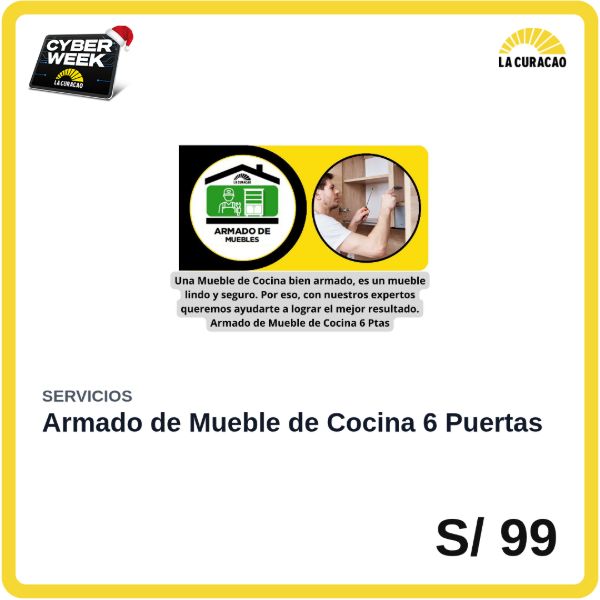 CYBER
WEEK
LA CURACAO
LA CURACAO
LA CURACAO
ARMADO DE
MUEBLES
Una Mueble de Cocina bien armado, es un mueble
lindo y seguro. Por eso, con nuestros expertos
queremos ayudarte a lograr el mejor resultado.
Armado de Mueble de Cocina 6 Ptas
SERVICIOS
Armado de Mueble de Cocina 6 Puertas
S/ 99